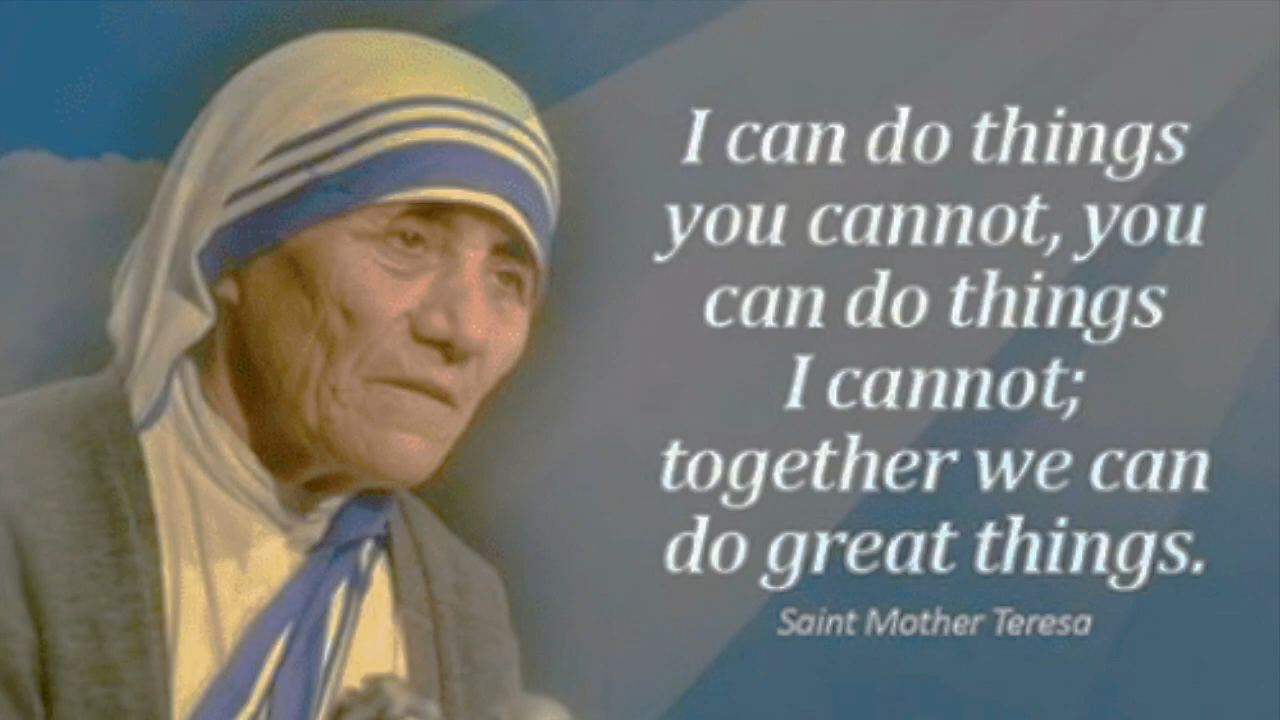 I can do things
you cannot, you
can do things
I cannot;
together we can
do great things.
Saint Mother Teresa